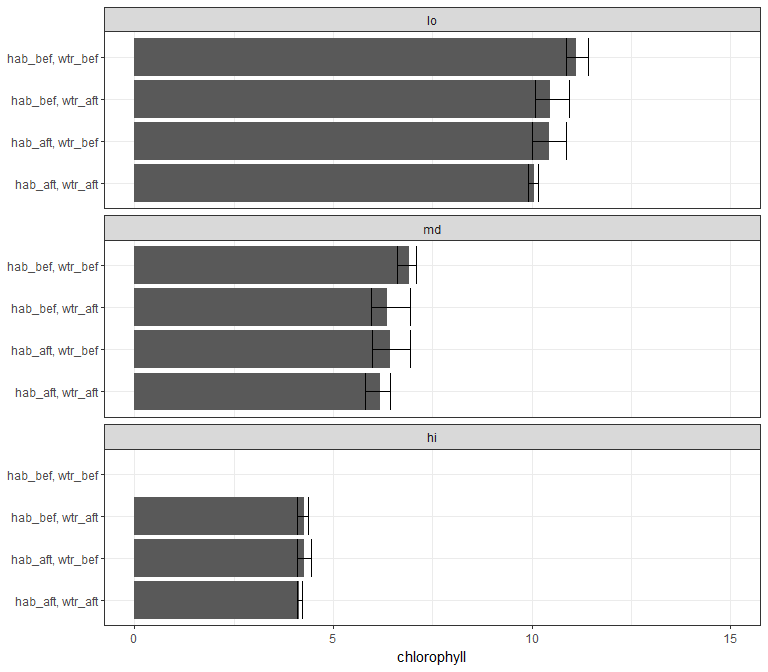 lo
hab_bef, wtr_bef
hab_bef, wtr_aft
hab_aft, wtr_bef
hab_aft, wtr_aft
md
hab_bef, wtr_bef
hab_bef, wtr_aft
hab_aft, wtr_bef
hab_aft, wtr_aft
hi
hab_bef, wtr_bef
hab_bef, wtr_aft
hab_aft, wtr_bef
hab_aft, wtr_aft
0 5 10 15
chlorophyll